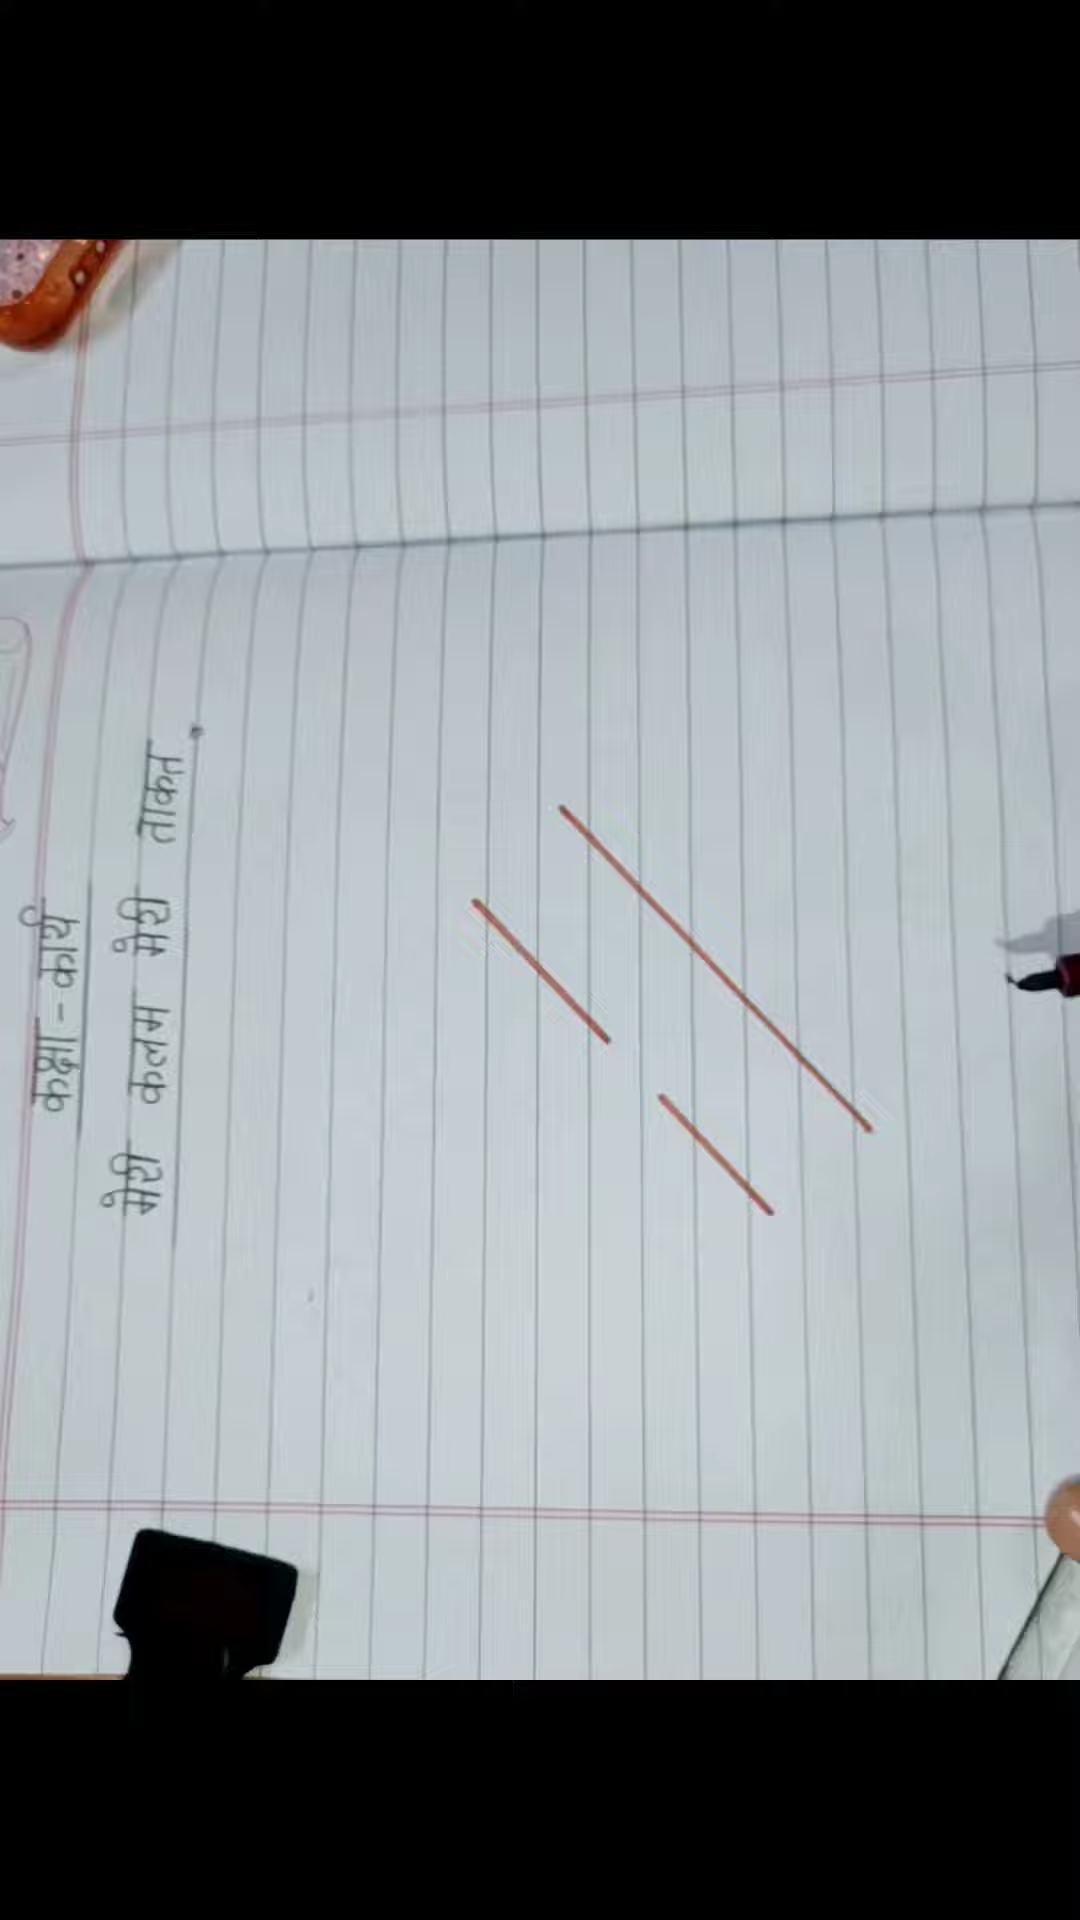 कक्षा - कार्य
मेरी कलम मेरी ताकत